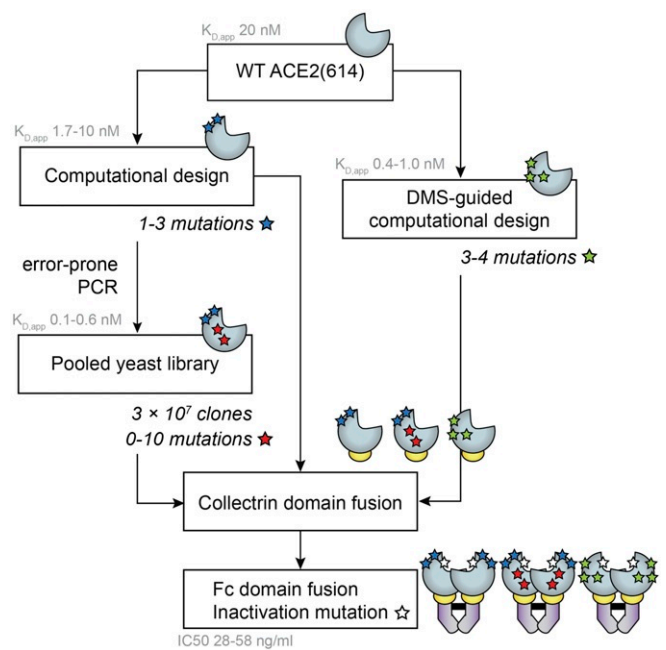 K_D,app 20 nM
WT ACE2(614)
K_D,app 1.7-10 nM
Computational design
1-3 mutations
K_D,app 0.4-1.0 nM
DMS-guided
computational design
3-4 mutations
error-prone
PCR
K_D,app 0.1-0.6 nM
Pooled yeast library
3 × 10⁷ clones
0-10 mutations
Collectrin domain fusion
Fc domain fusion
Inactivation mutation
IC50 28-58 ng/ml